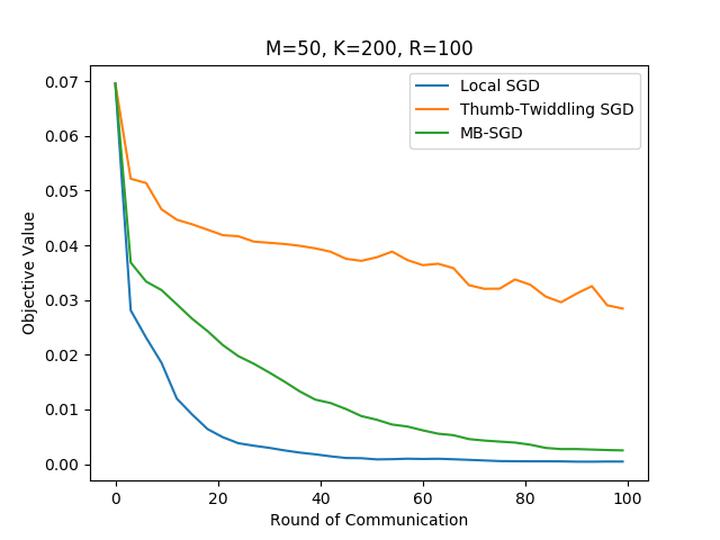 M=50, K=200, R=100
Local SGD
Thumb-Twiddling SGD
MB-SGD
Objective Value
0.07
0.06
0.05
0.04
0.03
0.02
0.01
0.00
0 20 40 60 80 100
Round of Communication